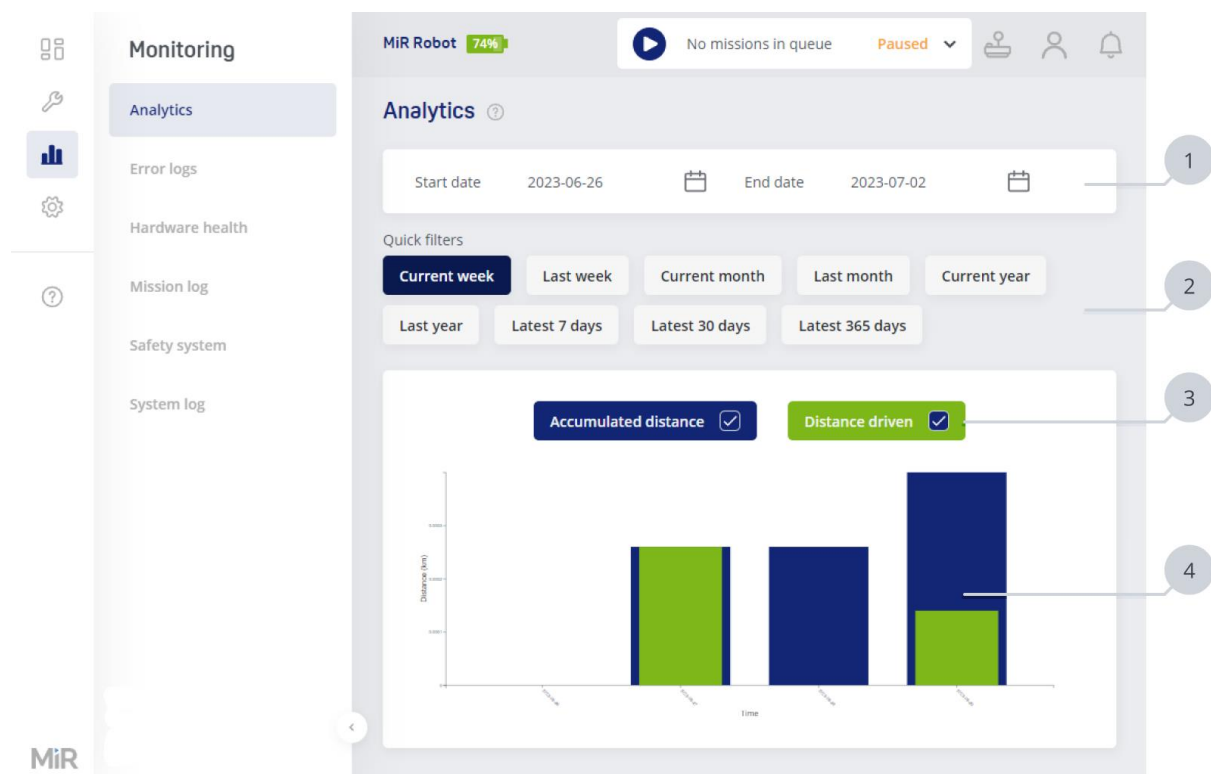 Monitoring
Analytics
Error logs
Hardware health
Mission log
Safety system
System log
MiR
MiR Robot 74% No missions in queue Paused
Analytics
Start date 2023-06-26 End date 2023-07-02
1
Quick filters
Current week Last week Current month Last month Current year
2
Last year Latest 7 days Latest 30 days Latest 365 days
Accumulated distance Distance driven
3
Distance (km)
4
Time